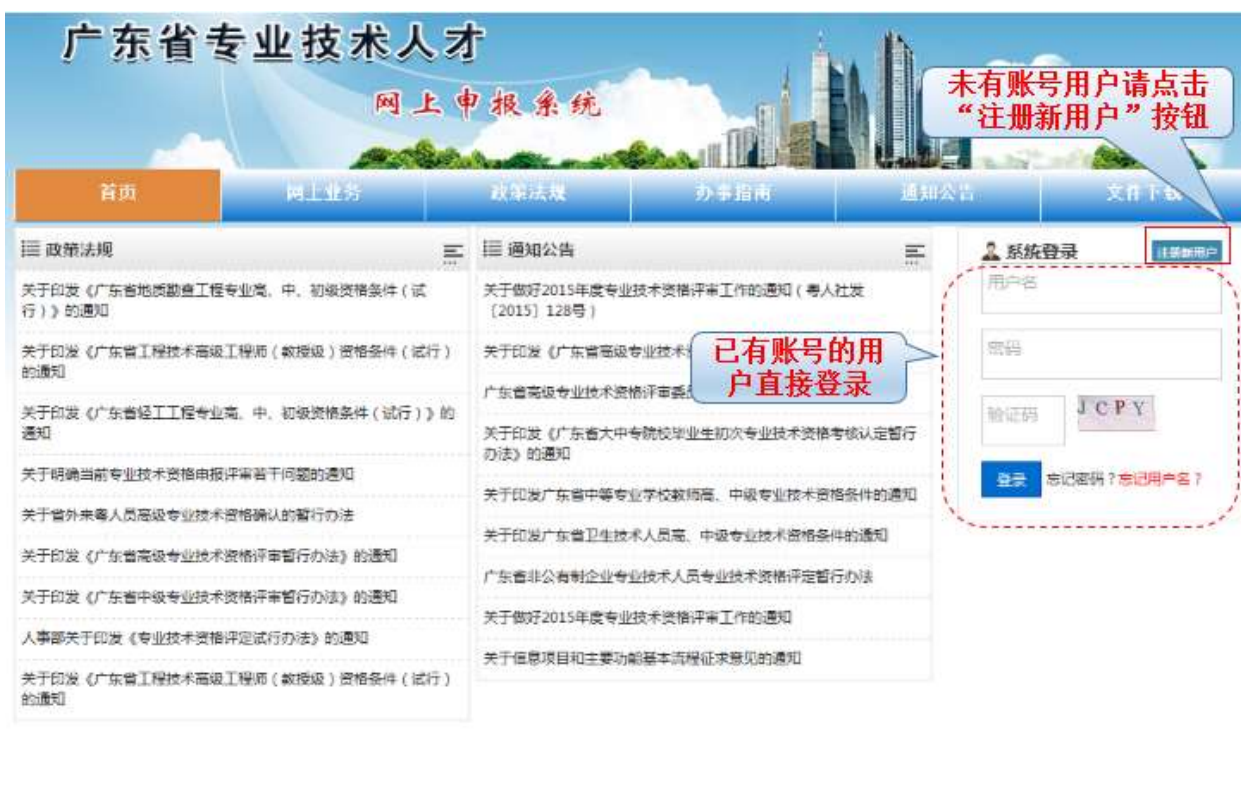 广东省专业技术人才
网上申报系统
未有账号用户请点击
“注册新用户”按钮
首页
网上业务
政策法规
办事指南
通知公告
文件下载
政策法规
关于印发《广东省地质勘查工程专业高、中、初级资格条件（试
行）》的通知
关于印发《广东省工程技术高级工程师（教授级）资格条件（试行）
的通知
关于印发《广东省轻工工程专业高、中、初级资格条件（试行）》的
通知
关于明确当前专业技术资格申报评审若干问题的通知
关于省外来粤人员高级专业技术资格确认的暂行办法
关于印发《广东省高级专业技术资格评审暂行办法》的通知
关于印发《广东省中级专业技术资格评审暂行办法》的通知
人事部关于印发《专业技术资格评定试行办法》的通知
关于印发《广东省工程技术高级工程师（教授级）资格条件（试行）
的通知
通知公告
关于做好2015年度专业技术资格评审工作的通知（粤人社发
〔2015〕128号）
关于印发《广东省高级专业技术
广东省高级专业技术资格评审委
关于印发《广东省大中专院校毕业生初次专业技术资格考核认定暂行
办法》的通知
关于印发广东省中等专业学校教师高、中级专业技术资格条件的通知
关于印发广东省卫生技术人员高、中级专业技术资格条件的通知
广东省非公有制企业专业技术人员专业技术资格评定暂行办法
关于做好2015年度专业技术资格评审工作的通知
关于信息项目和主要功能基本流程征求意见的通知
已有账号的用
户直接登录
系统登录
注册新用户
用户名
密码
验证码
JCPY
登录
忘记密码？忘记用户名？